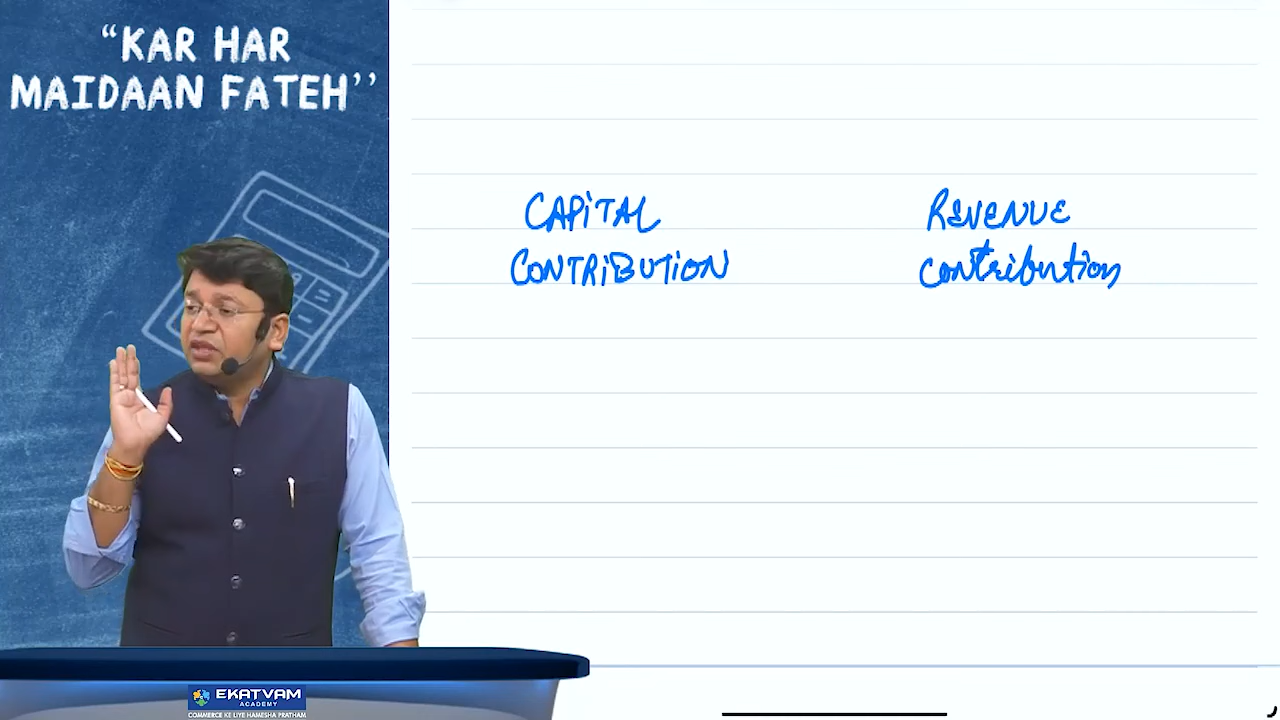 “KAR HAR
MAIDAAN FATEH’’
CAPiTAL
CONTRiBUTiON
REVENUE
contribution
EKATVAM
ACADEMY
COMMERCE KE LIYE HAMESHA PRATHAM